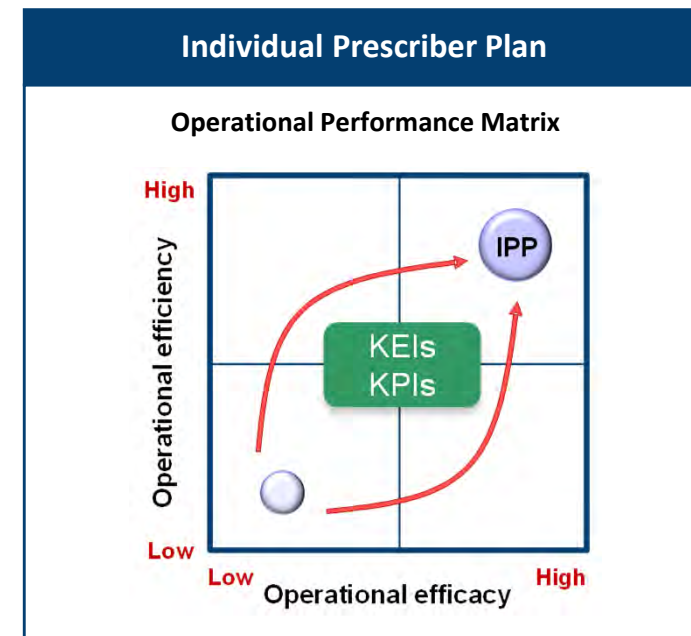 Individual Prescriber Plan
Operational Performance Matrix
High
Operational efficiency
IPP
KEIs
KPIs
Low
Low
High
Operational efficacy